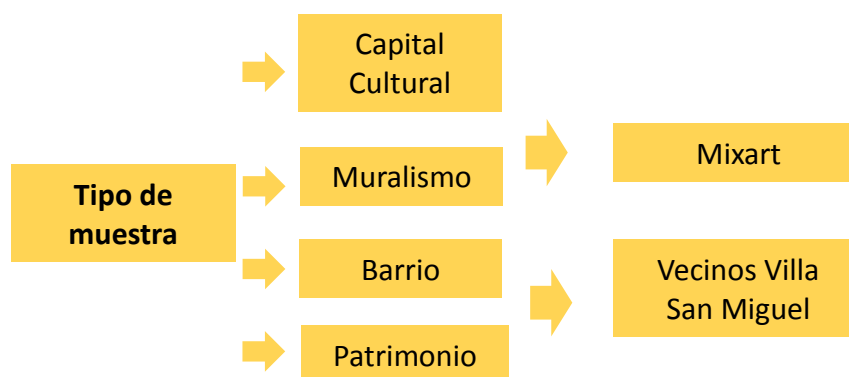 Tipo de
muestra
Capital
Cultural
Muralismo
Barrio
Patrimonio
Mixart
Vecinos Villa
San Miguel